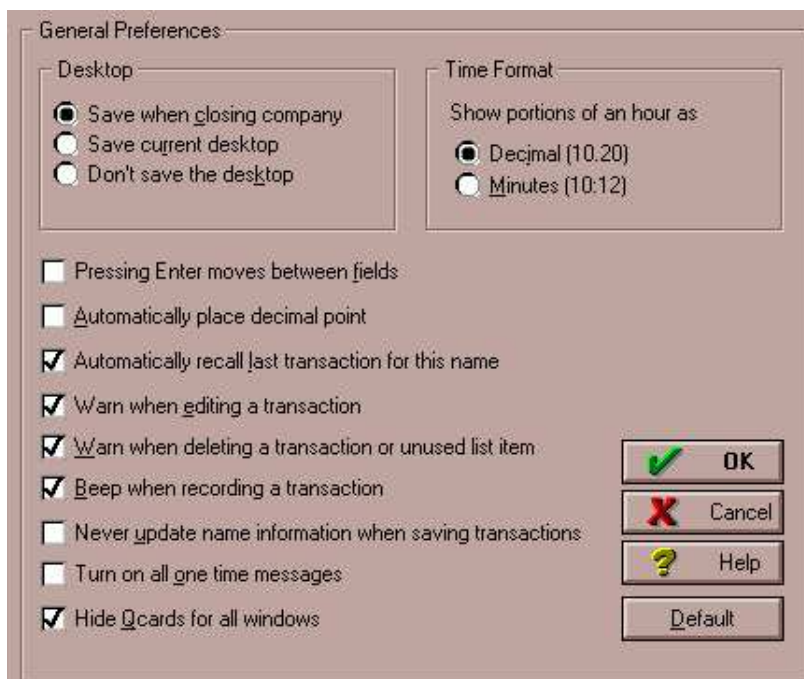 General Preferences
Desktop
Save when closing company
Save current desktop
Don't save the desktop
Time Format
Show portions of an hour as
Decimal (10.20)
Minutes (10:12)
Pressing Enter moves between fields
Automatically place decimal point
Automatically recall last transaction for this name
Warn when editing a transaction
Warn when deleting a transaction or unused list item
Beep when recording a transaction
Never update name information when saving transactions
Turn on all one time messages
Hide Qcards for all windows
OK
Cancel
Help
Default